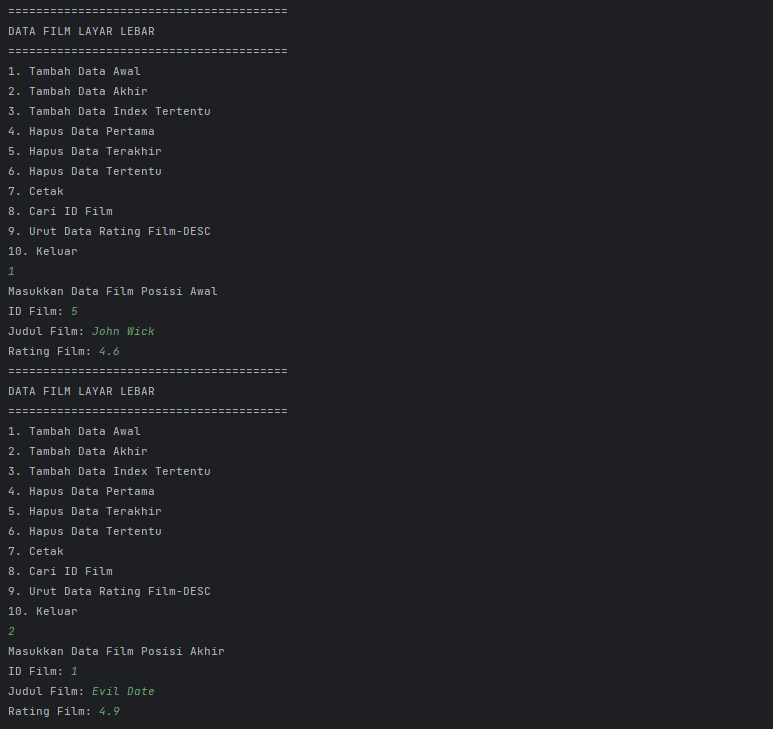 ========================================
DATA FILM LAYAR LEBAR
========================================
1. Tambah Data Awal
2. Tambah Data Akhir
3. Tambah Data Index Tertentu
4. Hapus Data Pertama
5. Hapus Data Terakhir
6. Hapus Data Tertentu
7. Cetak
8. Cari ID Film
9. Urut Data Rating Film-DESC
10. Keluar
1
Masukkan Data Film Posisi Awal
ID Film: 5
Judul Film: John Wick
Rating Film: 4.6
========================================
DATA FILM LAYAR LEBAR
========================================
1. Tambah Data Awal
2. Tambah Data Akhir
3. Tambah Data Index Tertentu
4. Hapus Data Pertama
5. Hapus Data Terakhir
6. Hapus Data Tertentu
7. Cetak
8. Cari ID Film
9. Urut Data Rating Film-DESC
10. Keluar
2
Masukkan Data Film Posisi Akhir
ID Film: 1
Judul Film: Evil Date
Rating Film: 4.9